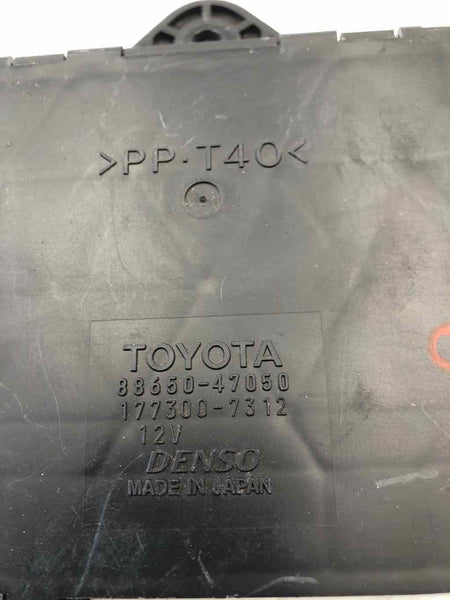 >PP-T40<
TOYOTA
88650-47050
177300-7312
12V
DENSO
MADE IN JAPAN